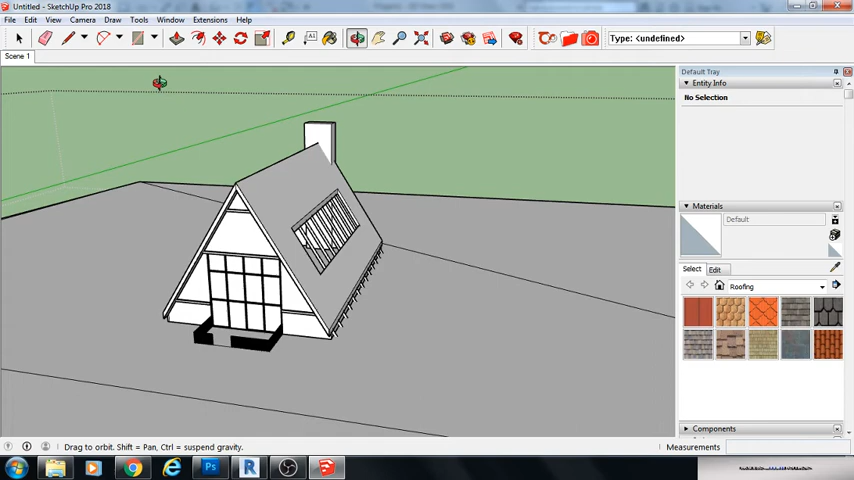 Untitled - SketchUp Pro 2018
File Edit View Camera Draw Tools Window Extensions Help
Type: <undefined>
Scene 1
Default Tray
Entity Info
No Selection
Materials
Default
Select Edit
Roofing
Components
Drag to orbit. Shift = Pan, Ctrl = suspend gravity.
Measurements
Ps
R